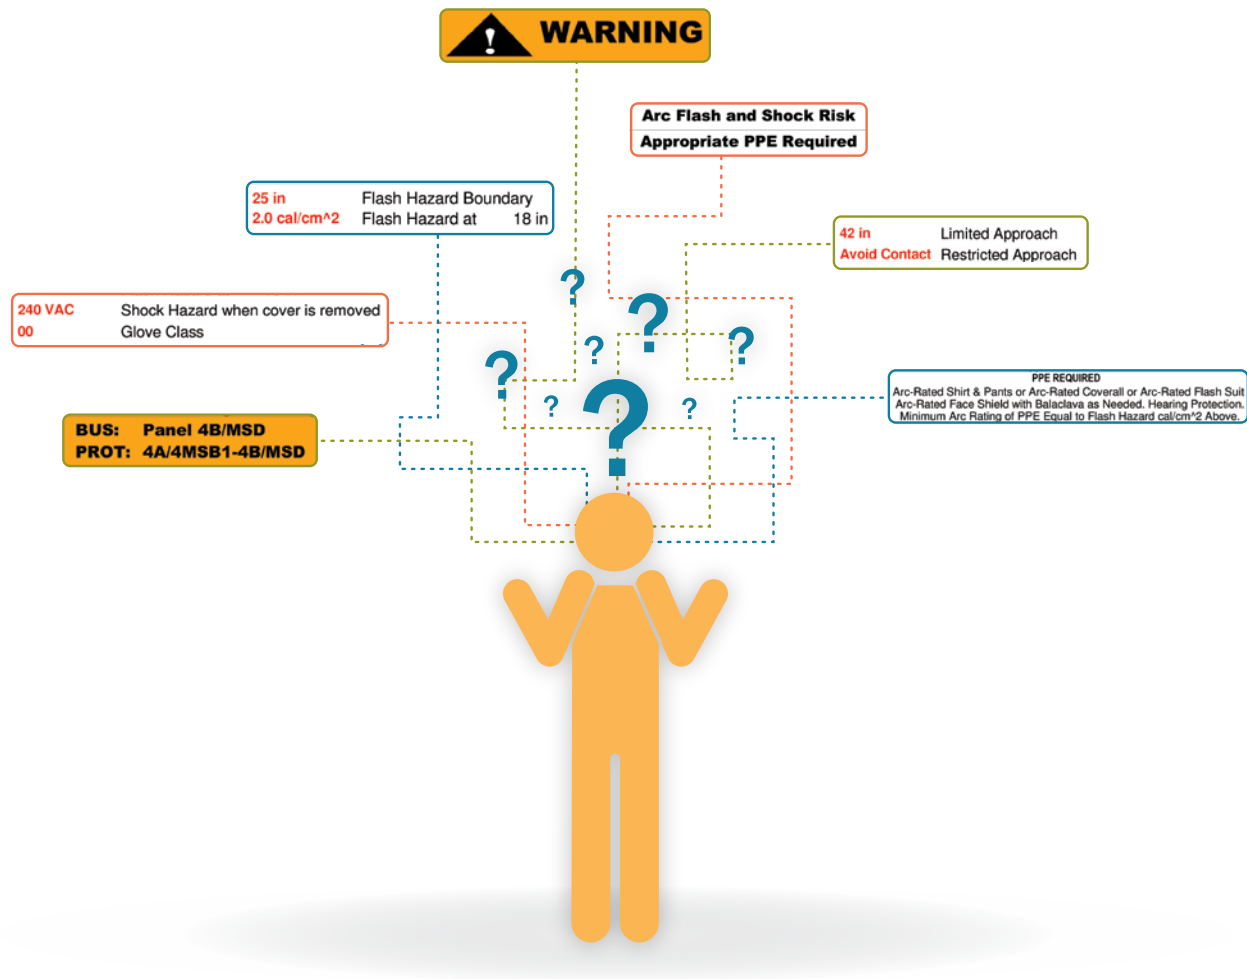 WARNING
Arc Flash and Shock Risk
Appropriate PPE Required
25 in Flash Hazard Boundary
2.0 cal/cm^2 Flash Hazard at 18 in
42 in Limited Approach
Avoid Contact Restricted Approach
240 VAC Shock Hazard when cover is removed
00 Glove Class
PPE REQUIRED
Arc-Rated Shirt & Pants or Arc-Rated Coverall or Arc-Rated Flash Suit
Arc-Rated Face Shield with Balaclava as Needed. Hearing Protection.
Minimum Arc Rating of PPE Equal to Flash Hazard cal/cm^2 Above.
BUS: Panel 4B/MSD
PROT: 4A/4MSB1-4B/MSD
?
?
?
?
?
?
?
?